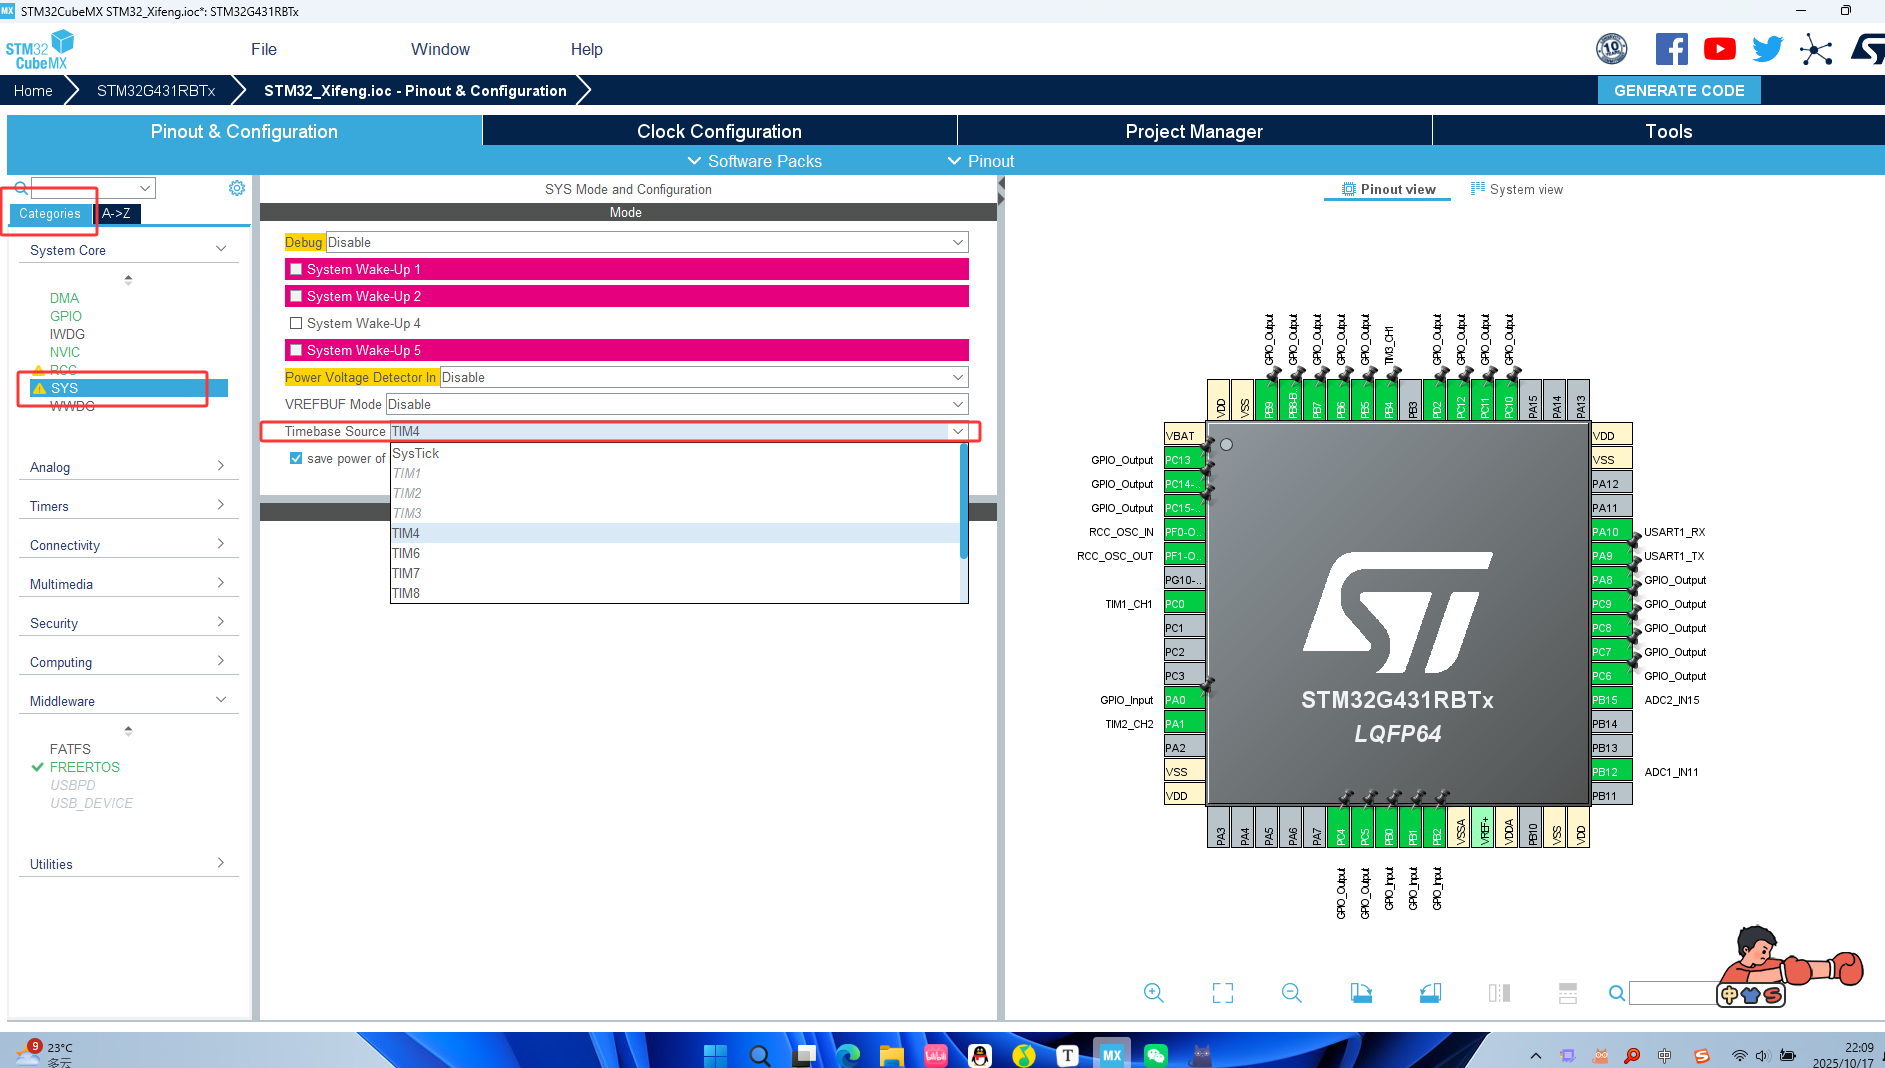 MX STM32CubeMX STM32_Xifeng.ioc*: STM32G431RBTx
STM32
CubeMX
File Window Help
10
Home STM32G431RBTx STM32_Xifeng.ioc - Pinout & Configuration GENERATE CODE
Pinout & Configuration Clock Configuration Project Manager Tools
Software Packs Pinout
Categories A->Z
System Core
DMA
GPIO
IWDG
NVIC
RCC
SYS
WWDG
Analog
Timers
Connectivity
Multimedia
Security
Computing
Middleware
FATFS
FREERTOS
USBPD
USB_DEVICE
Utilities
SYS Mode and Configuration
Mode
Debug Disable
System Wake-Up 1
System Wake-Up 2
System Wake-Up 4
System Wake-Up 5
Power Voltage Detector In Disable
VREFBUF Mode Disable
Timebase Source TIM4
save power of
SysTick
TIM1
TIM2
TIM3
TIM4
TIM6
TIM7
TIM8
Pinout view System view
GPIO_Output
GPIO_Output
GPIO_Output
GPIO_Output
GPIO_Output
TIM3_CH1
GPIO_Output
GPIO_Output
GPIO_Output
GPIO_Output
VDD
VSS
PB9
PB8-B..
PB7
PB6
PB5
PB4
PB3
PD2
PC12
PC11
PC10
PA15
PA14
PA13
VBAT
GPIO_Output PC13
GPIO_Output PC14-..
GPIO_Output PC15-..
RCC_OSC_IN PF0-O..
RCC_OSC_OUT PF1-O..
PG10-..
TIM1_CH1 PC0
PC1
PC2
PC3
GPIO_Input PA0
TIM2_CH2 PA1
PA2
VSS
VDD
STM32G431RBTx
LQFP64
VDD
VSS
PA12
PA11
PA10 USART1_RX
PA9 USART1_TX
PA8 GPIO_Output
PC9 GPIO_Output
PC8 GPIO_Output
PC7 GPIO_Output
PC6 GPIO_Output
PB15 ADC2_IN15
PB14
PB13
PB12 ADC1_IN11
PB11
PA3
PA4
PA5
PA6
PA7
PC4
PC5
PB0
PB1
PB2
VSSA
VREF+
VDDA
PB10
VSS
VDD
GPIO_Output
GPIO_Output
GPIO_Input
GPIO_Input
GPIO_Input
中 S
9 23°C
多云
bilibili T MX
中 S
22:09
2025/10/17